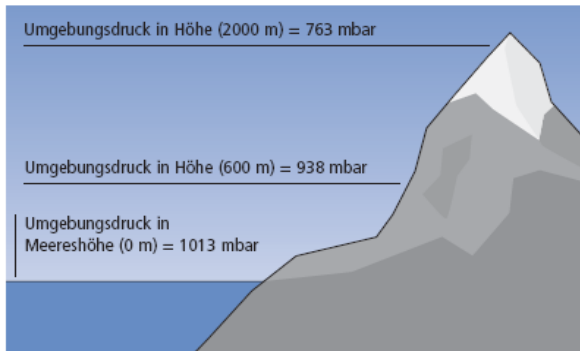 Umgebungsdruck in Höhe (2000 m) = 763 mbar
Umgebungsdruck in Höhe (600 m) = 938 mbar
Umgebungsdruck in
Meereshöhe (0 m) = 1013 mbar